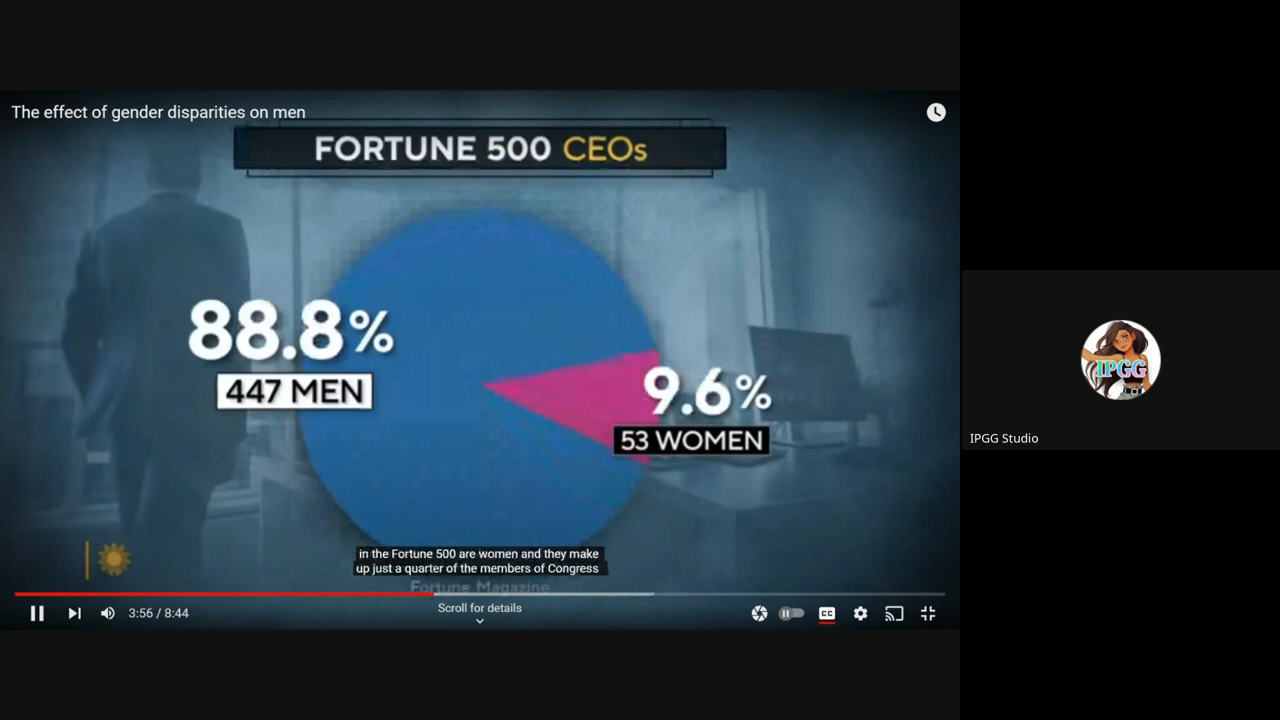 The effect of gender disparities on men
FORTUNE 500 CEOs
88.8%
447 MEN
9.6%
53 WOMEN
in the Fortune 500 are women and they make
up just a quarter of the members of Congress
Fortune Magazine
3:56 / 8:44
Scroll for details
CC
IPGG
IPGG Studio